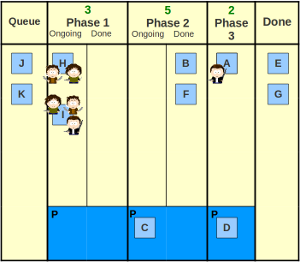 3 5 2
Queue Phase 1 Phase 2 Phase 3 Done
Ongoing Done Ongoing Done
J H B A E
K F G
I
P P P
C D